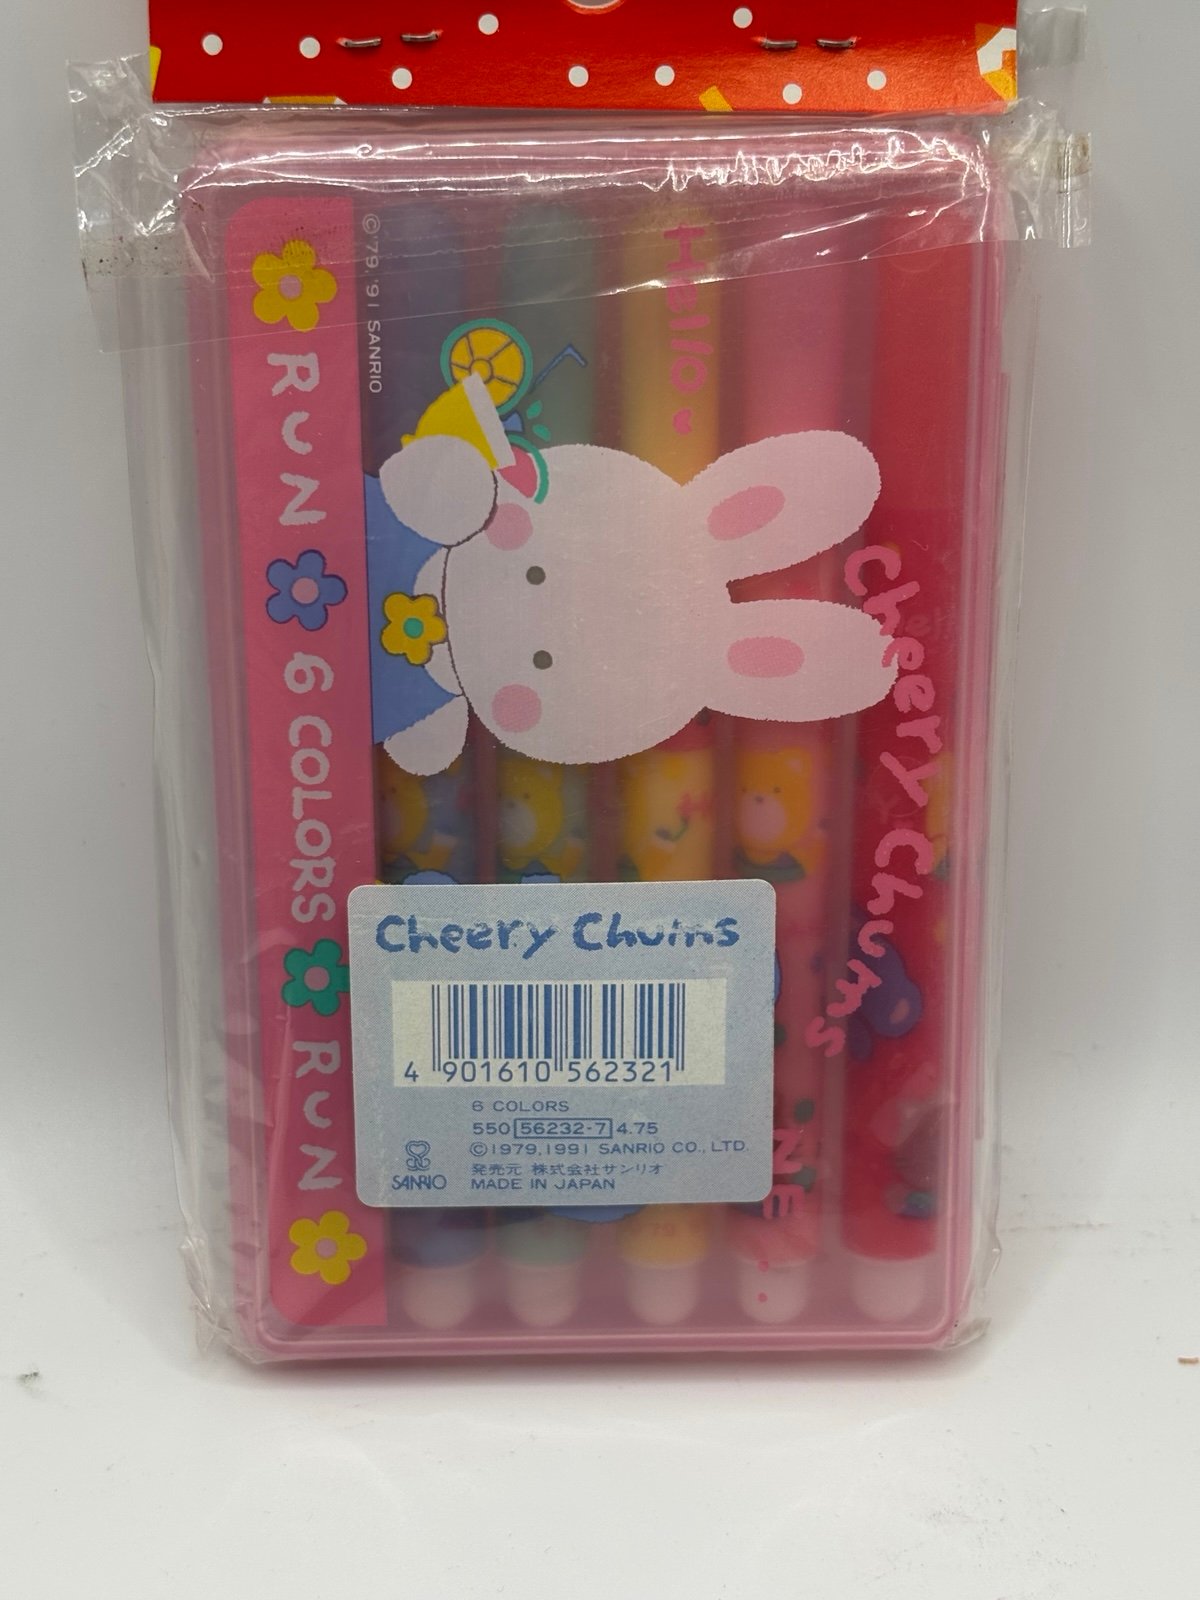 RUN 6 COLORS RUN
©'79,'91 SANRIO
Hello
Cheery Chums
Cheery Chums
4 901610 562321
6 COLORS
550 56232-7 4.75
©1979,1991 SANRIO CO., LTD.
発売元 株式会社サンリオ
SANRIO MADE IN JAPAN